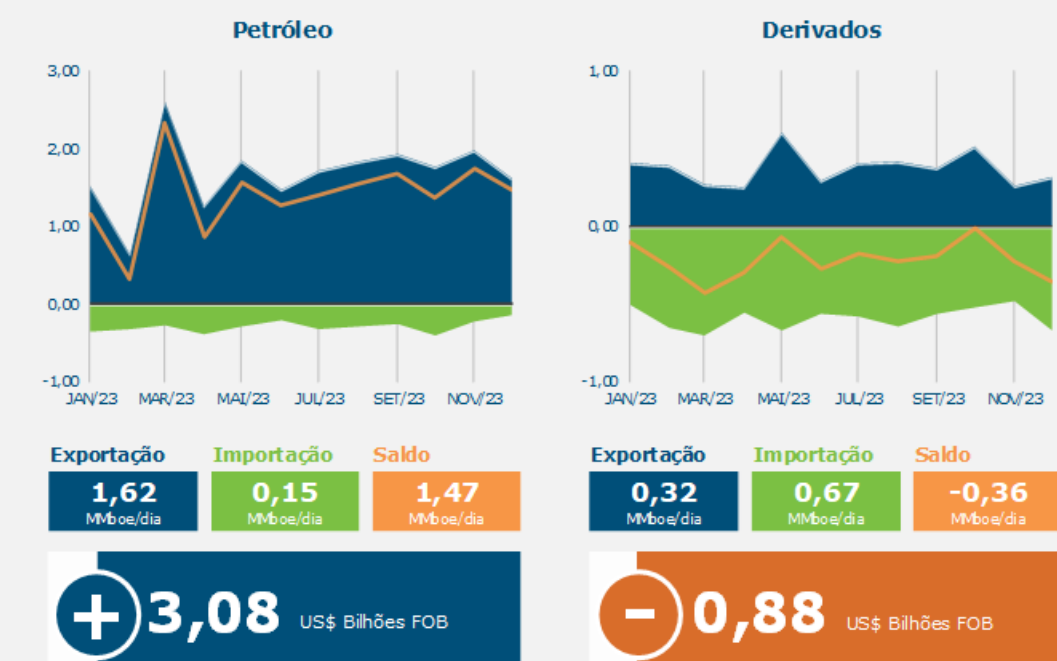 Petróleo
3,00
2,00
1,00
0,00
-1,00
JAN/23 MAR/23 MAI/23 JUL/23 SET/23 NOV/23
Exportação Importação Saldo
1,62 0,15 1,47
MMboe/dia MMboe/dia MMboe/dia
+ 3,08 US$ Bilhões FOB
Derivados
1,00
0,00
-1,00
JAN/23 MAR/23 MAI/23 JUL/23 SET/23 NOV/23
Exportação Importação Saldo
0,32 0,67 -0,36
MMboe/dia MMboe/dia MMboe/dia
- 0,88 US$ Bilhões FOB